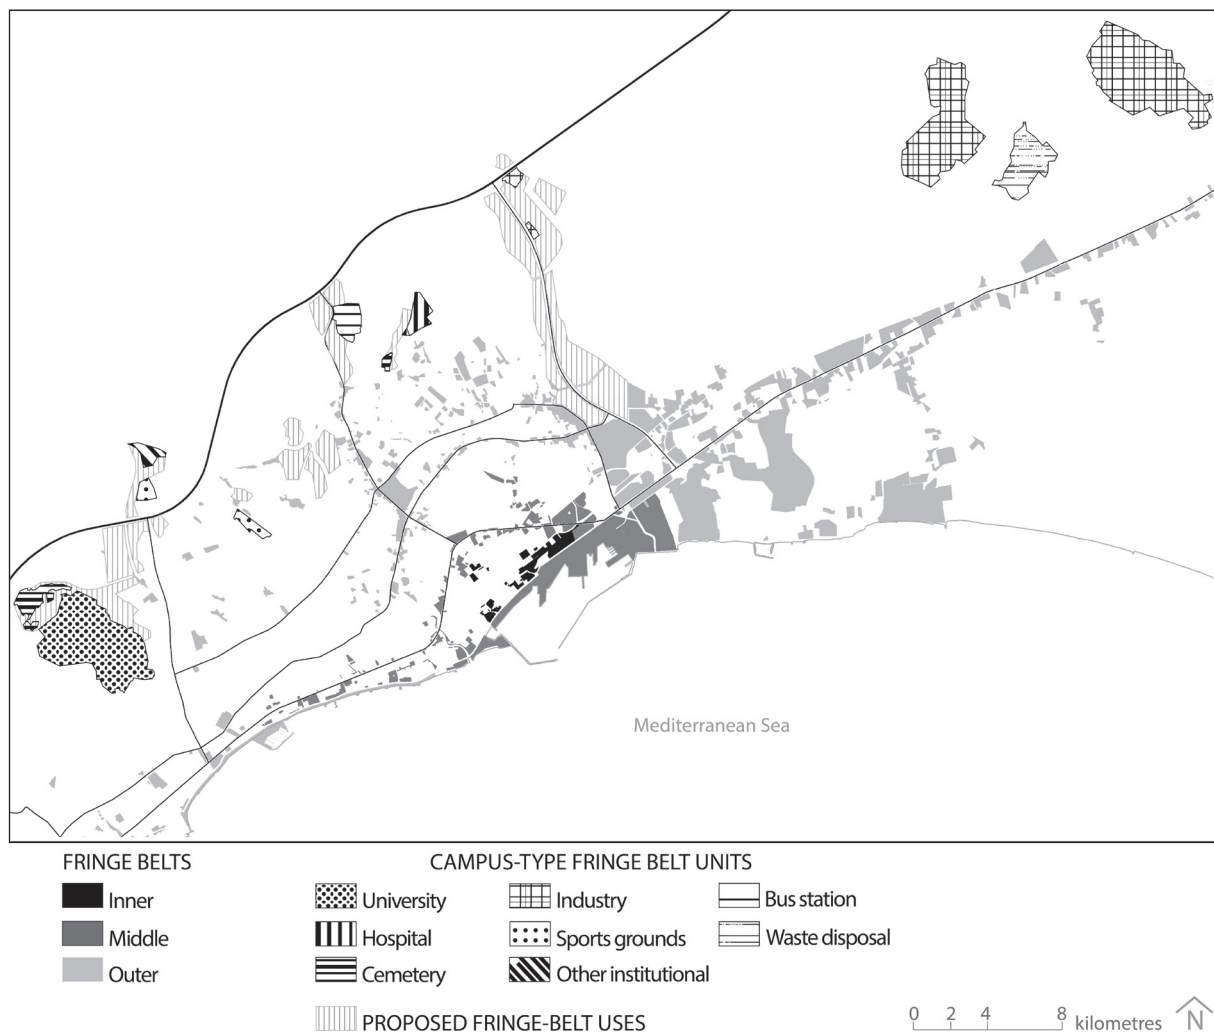 Mediterranean Sea
FRINGE BELTS
CAMPUS-TYPE FRINGE BELT UNITS
Inner
University
Industry
Bus station
Middle
Hospital
Sports grounds
Waste disposal
Outer
Cemetery
Other institutional
PROPOSED FRINGE-BELT USES
0 2 4 8 kilometres
N